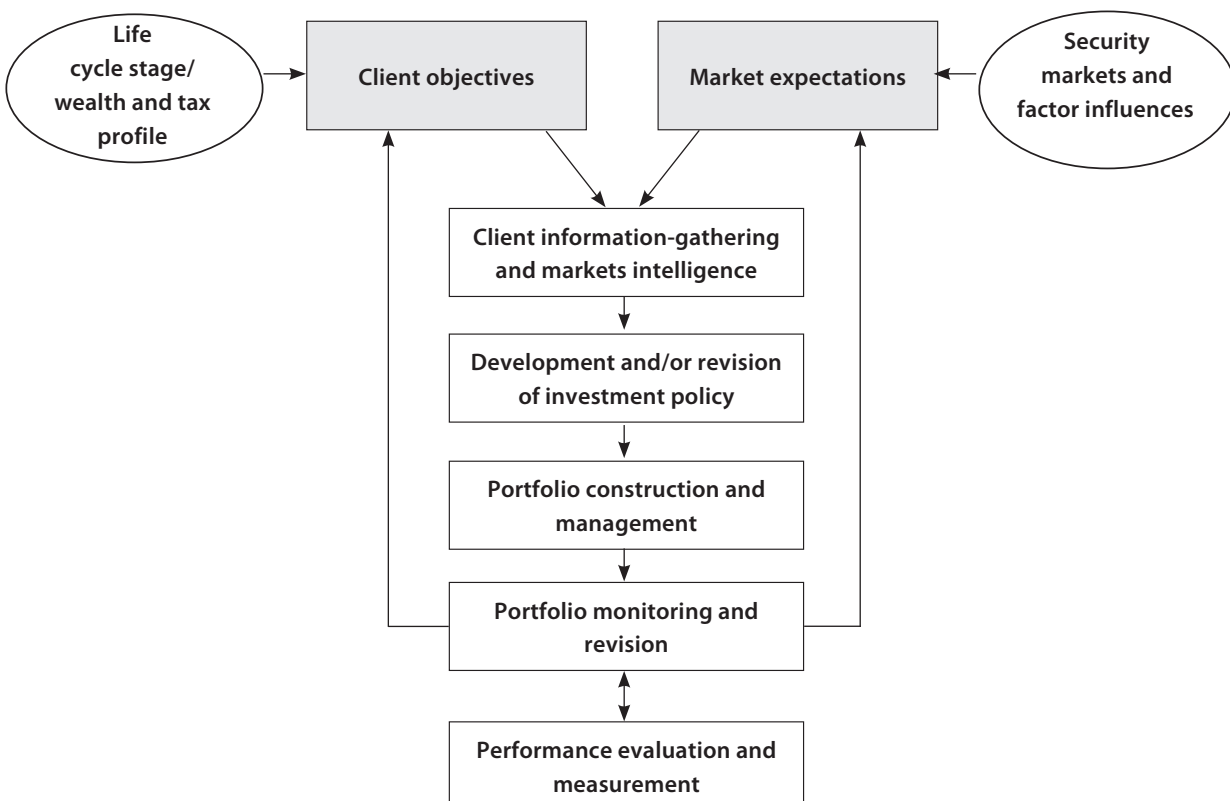 Life
cycle stage/
wealth and tax
profile
Client objectives
Market expectations
Security
markets and
factor influences
Client information-gathering
and markets intelligence
Development and/or revision
of investment policy
Portfolio construction and
management
Portfolio monitoring and
revision
Performance evaluation and
measurement